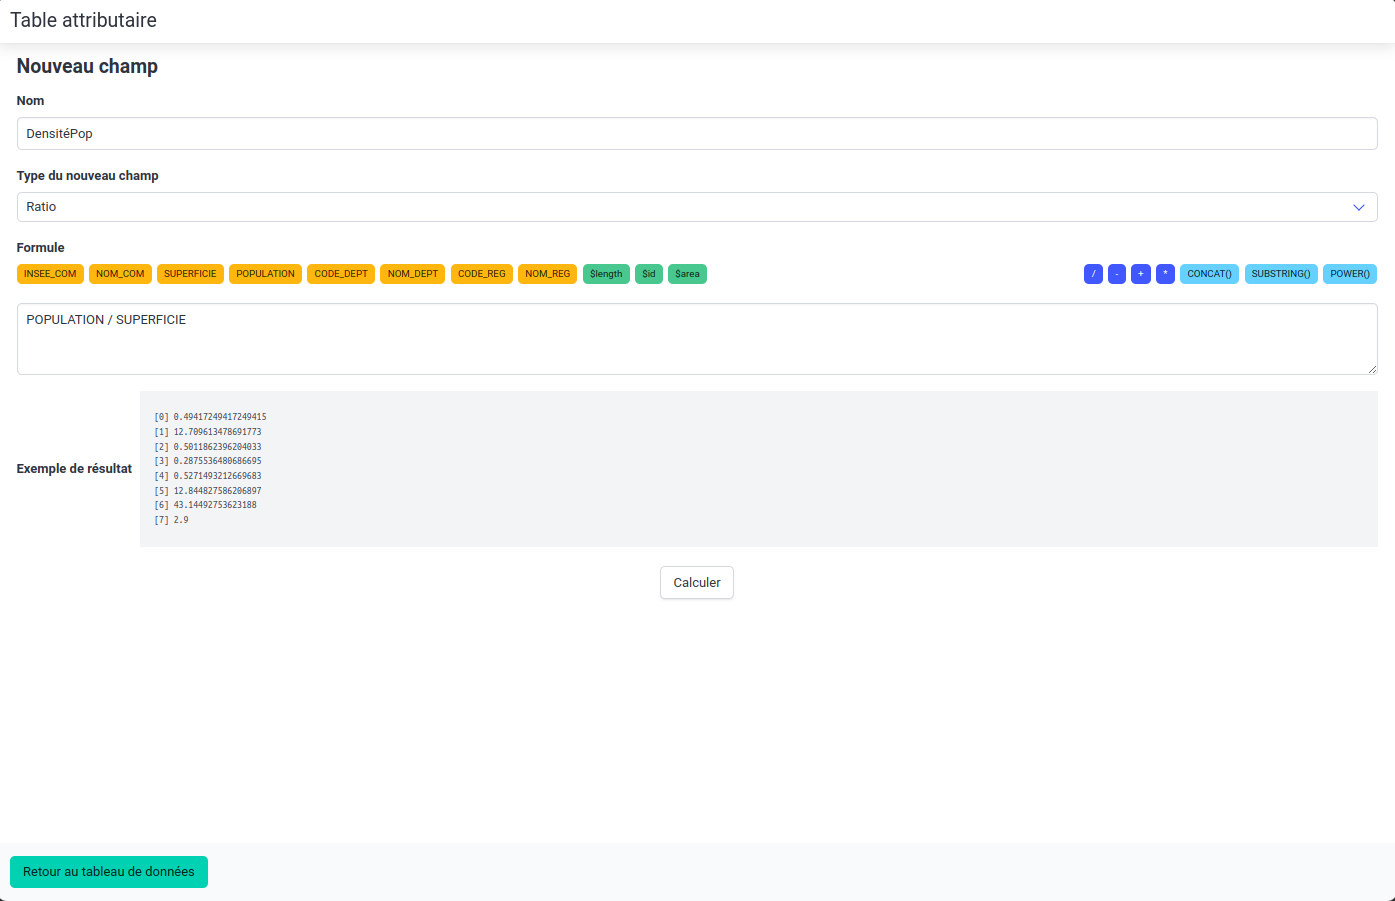 Table attributaire
Nouveau champ
Nom
DensitéPop
Type du nouveau champ
Ratio
Formule
INSEE_COM NOM_COM SUPERFICIE POPULATION CODE_DEPT NOM_DEPT CODE_REG NOM_REG $length $id $area / - + * CONCAT() SUBSTRING() POWER()
POPULATION / SUPERFICIE
Exemple de résultat
[0] 0.49417249417249415
[1] 12.709613478691773
[2] 0.5011862396204033
[3] 0.2875536480686695
[4] 0.5271493212669683
[5] 12.844827586206897
[6] 43.14492753623188
[7] 2.9
Calculer
Retour au tableau de données